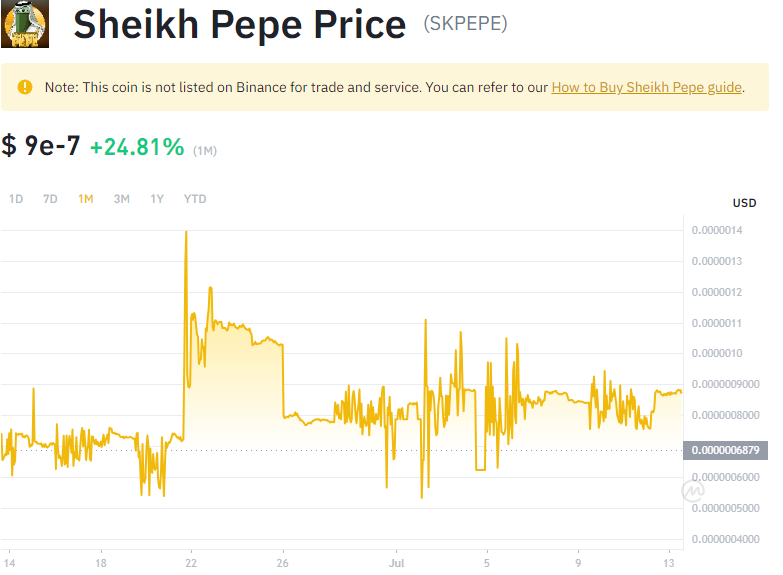 Sheikh Pepe Price (SKPEPE)
PEPE
Note: This coin is not listed on Binance for trade and service. You can refer to our How to Buy Sheikh Pepe guide.
$ 9e-7 +24.81% (1M)
1D 7D 1M 3M 1Y YTD
USD
0.0000014
0.0000013
0.0000012
0.0000011
0.0000010
0.0000009000
0.0000008000
0.0000006879
0.0000006000
0.0000005000
0.0000004000
14 18 22 26 Jul 5 9 13